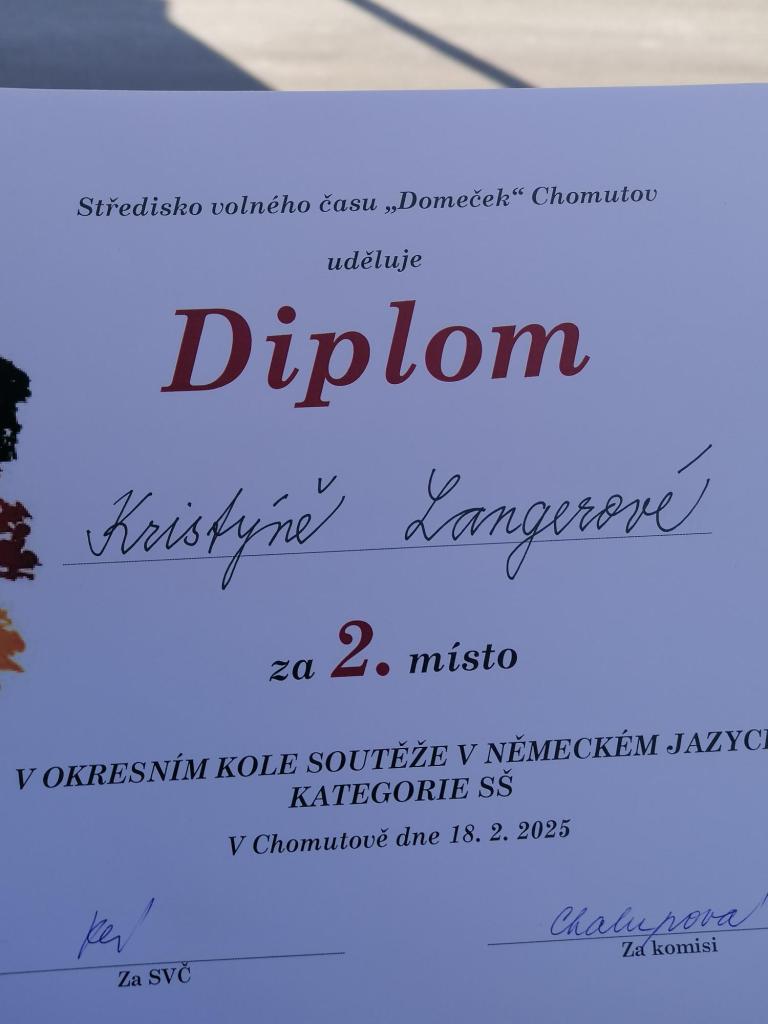 Středisko volného času „Domeček“ Chomutov
uděluje
Diplom
Kristýně Langerové
za 2. místo
V OKRESNÍM KOLE SOUTĚŽE V NĚMECKÉM JAZYC
KATEGORIE SŠ
V Chomutově dne 18. 2. 2025
Chalupova
Za SVČ
Za komisi